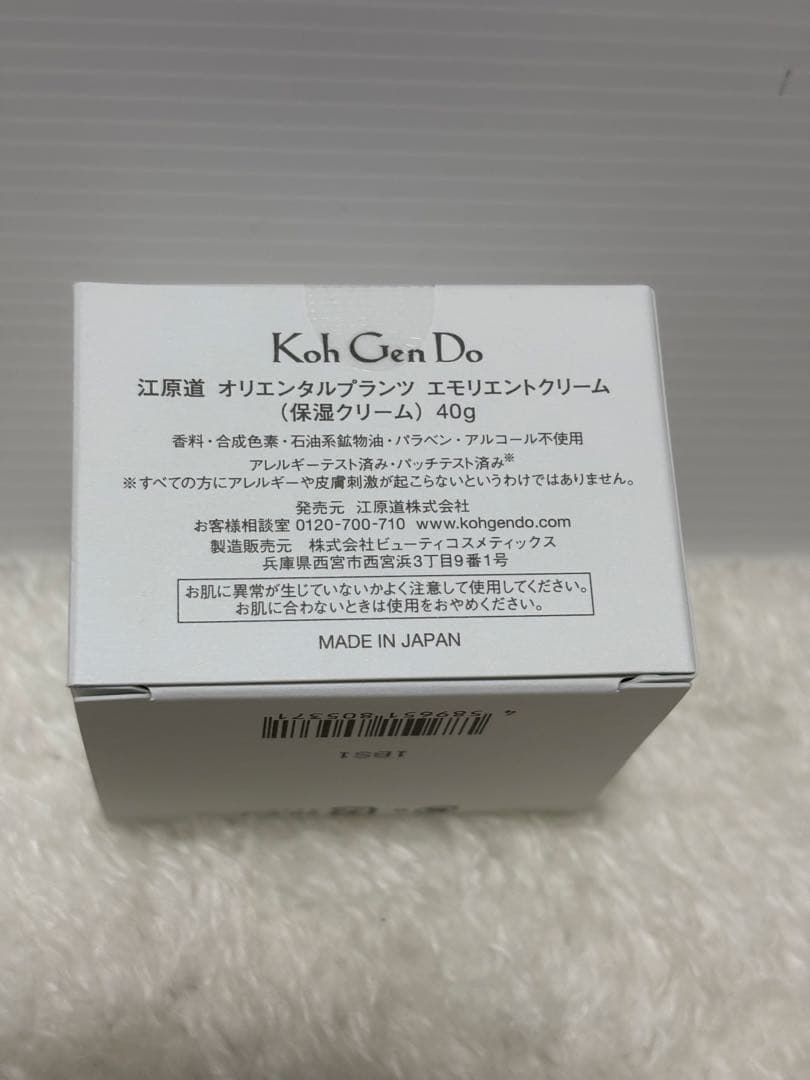 Koh Gen Do
江原道 オリエンタルプランツ エモリエントクリーム
（保湿クリーム）40g
香料・合成色素・石油系鉱物油・パラベン・アルコール不使用
アレルギーテスト済み・パッチテスト済み※
※すべての方にアレルギーや皮膚刺激が起こらないというわけではありません。
発売元 江原道株式会社
お客様相談室 0120-700-710 www.kohgendo.com
製造販売元 株式会社ビューティコスメティックス
兵庫県西宮市西宮浜3丁目9番1号
お肌に異常が生じていないかよく注意して使用してください。
お肌に合わないときは使用をおやめください。
MADE IN JAPAN
4 589651 805371
1BS1